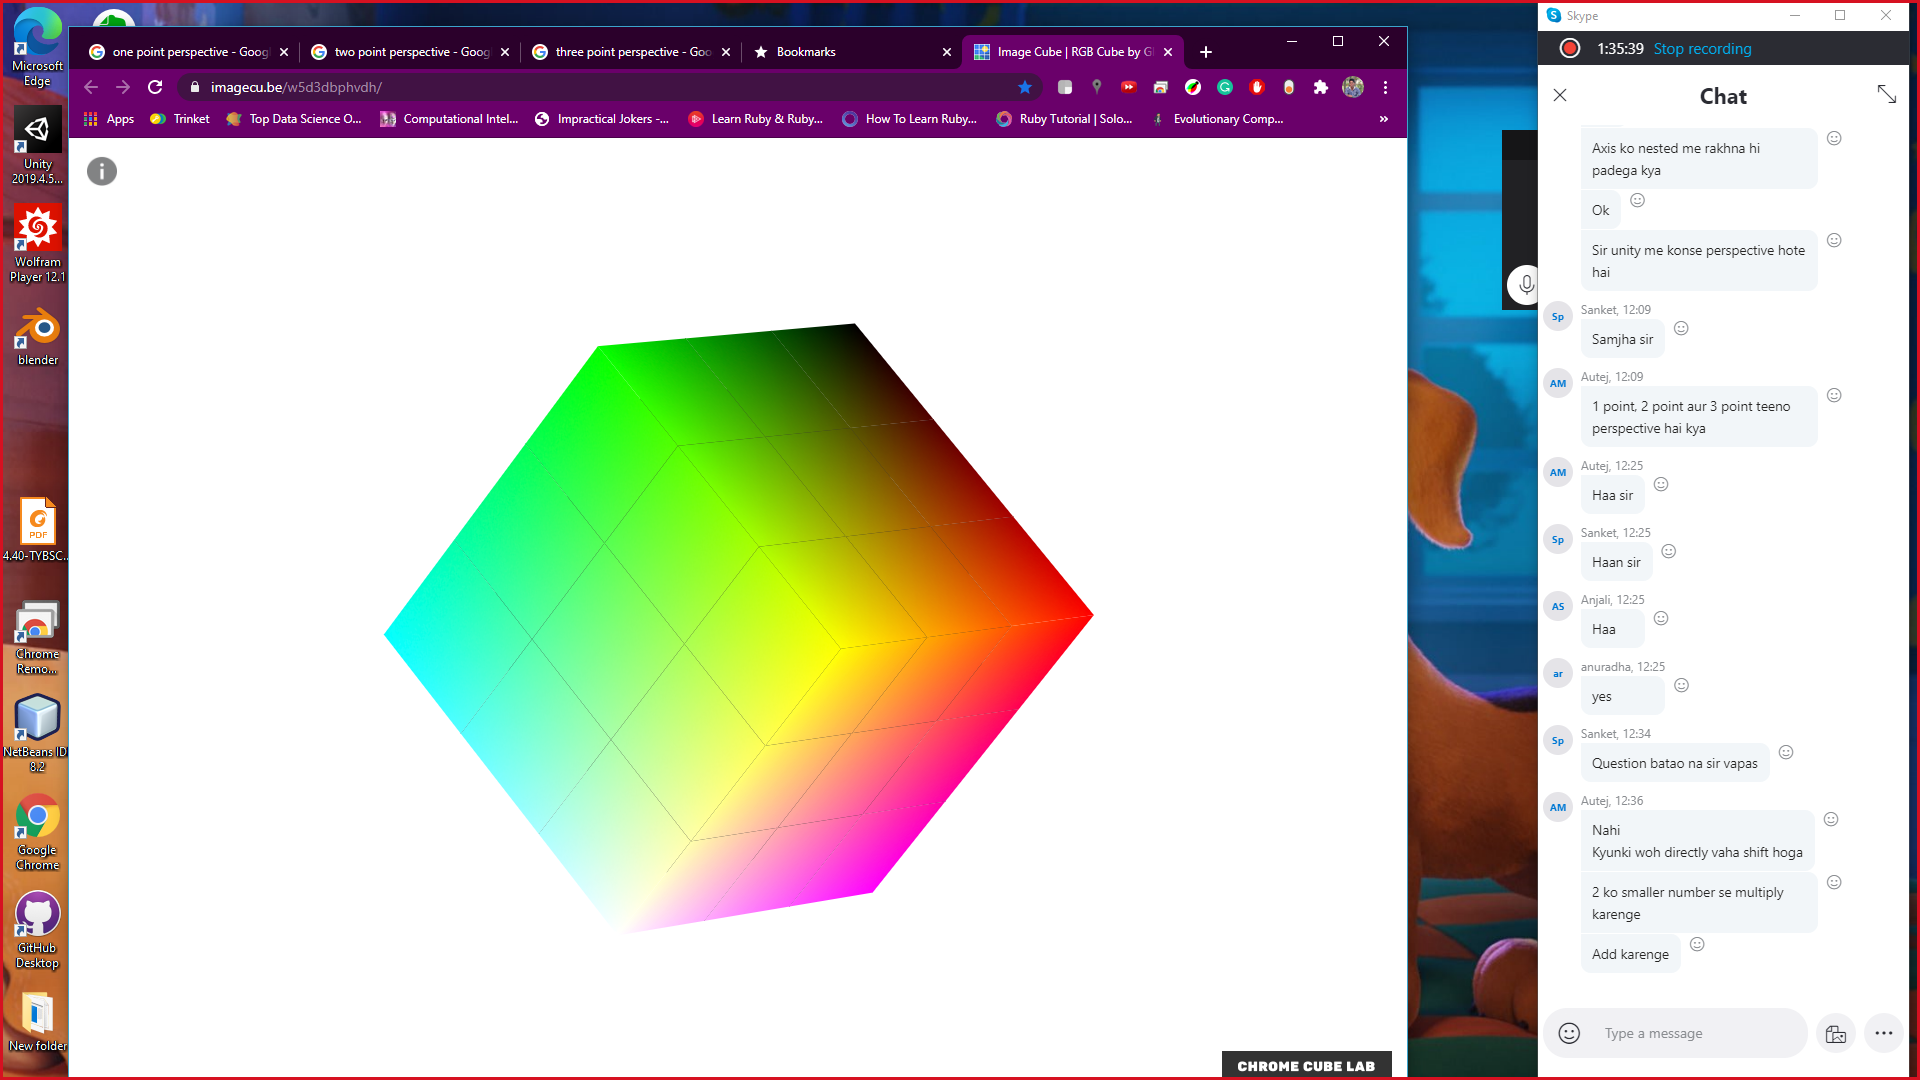 Microsoft
Edge
Unity
2019.4.5...
Wolfram
Player 12.1
blender
PDF
4.40-TYBSC...
Chrome
Remo...
NetBeans ID
8.2
Google
Chrome
GitHub
Desktop
New folder
one point perspective - Goog
two point perspective - Goog
three point perspective - Goo
Bookmarks
Image Cube | RGB Cube by G
imagecu.be/w5d3dbphvdh/
Apps
Trinket
Top Data Science O...
Computational Intel...
Impractical Jokers -...
Learn Ruby & Ruby...
How To Learn Ruby...
Ruby Tutorial | Solo...
Evolutionary Comp...
»
CHROME CUBE LAB
Skype
1:35:39 Stop recording
Chat
Axis ko nested me rakhna hi
padega kya
Ok
Sir unity me konse perspective hote
hai
Sanket, 12:09
Sp
Samjha sir
Autej, 12:09
AM
1 point, 2 point aur 3 point teeno
perspective hai kya
Autej, 12:25
AM
Haa sir
Sanket, 12:25
Sp
Haan sir
Anjali, 12:25
AS
Haa
anuradha, 12:25
ar
yes
Sanket, 12:34
Sp
Question batao na sir vapas
Autej, 12:36
AM
Nahi
Kyunki woh directly vaha shift hoga
2 ko smaller number se multiply
karenge
Add karenge
Type a message